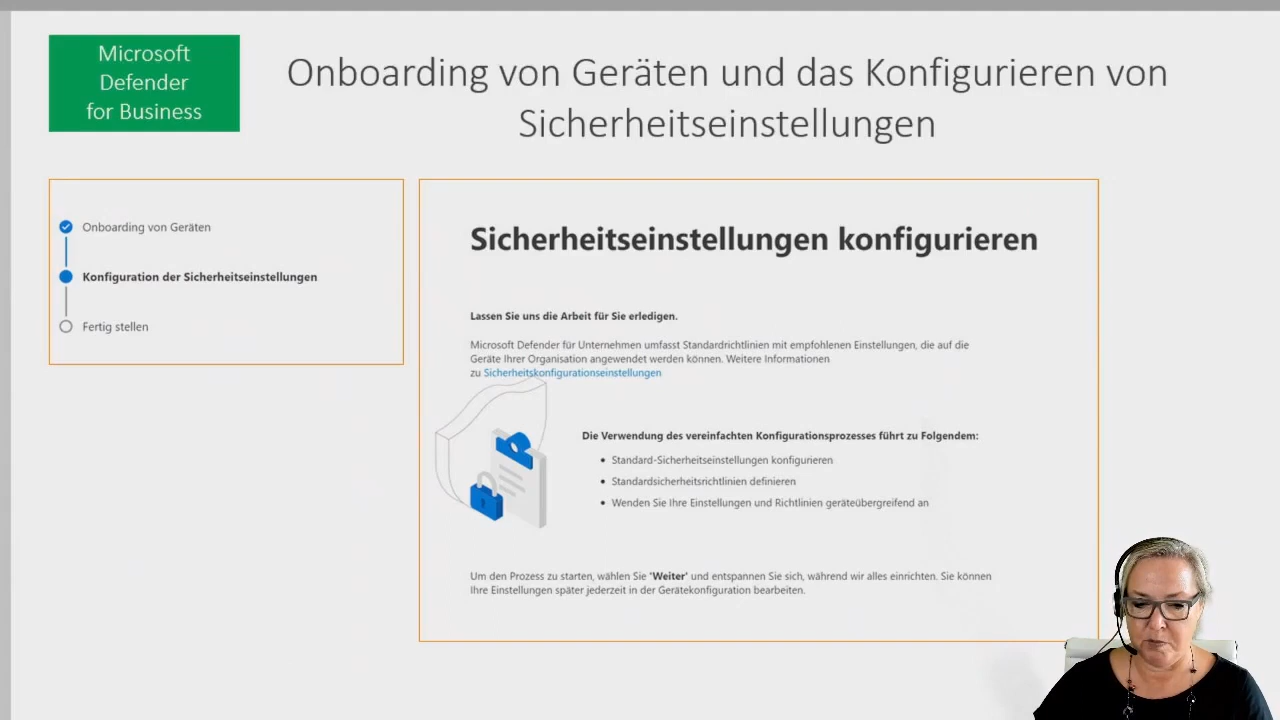 Microsoft
Defender
for Business
Onboarding von Geräten und das Konfigurieren von
Sicherheitseinstellungen
Onboarding von Geräten
Konfiguration der Sicherheitseinstellungen
Fertig stellen
Sicherheitseinstellungen konfigurieren
Lassen Sie uns die Arbeit für Sie erledigen.
Microsoft Defender für Unternehmen umfasst Standardrichtlinien mit empfohlenen Einstellungen, die auf die
Geräte Ihrer Organisation angewendet werden können. Weitere Informationen
zu Sicherheitskonfigurationseinstellungen
Die Verwendung des vereinfachten Konfigurationsprozesses führt zu Folgendem:
• Standard-Sicherheitseinstellungen konfigurieren
• Standardsicherheitsrichtlinien definieren
• Wenden Sie Ihre Einstellungen und Richtlinien geräteübergreifend an
Um den Prozess zu starten, wählen Sie 'Weiter' und entspannen Sie sich, während wir alles einrichten. Sie können
Ihre Einstellungen später jederzeit in der Gerätekonfiguration bearbeiten.